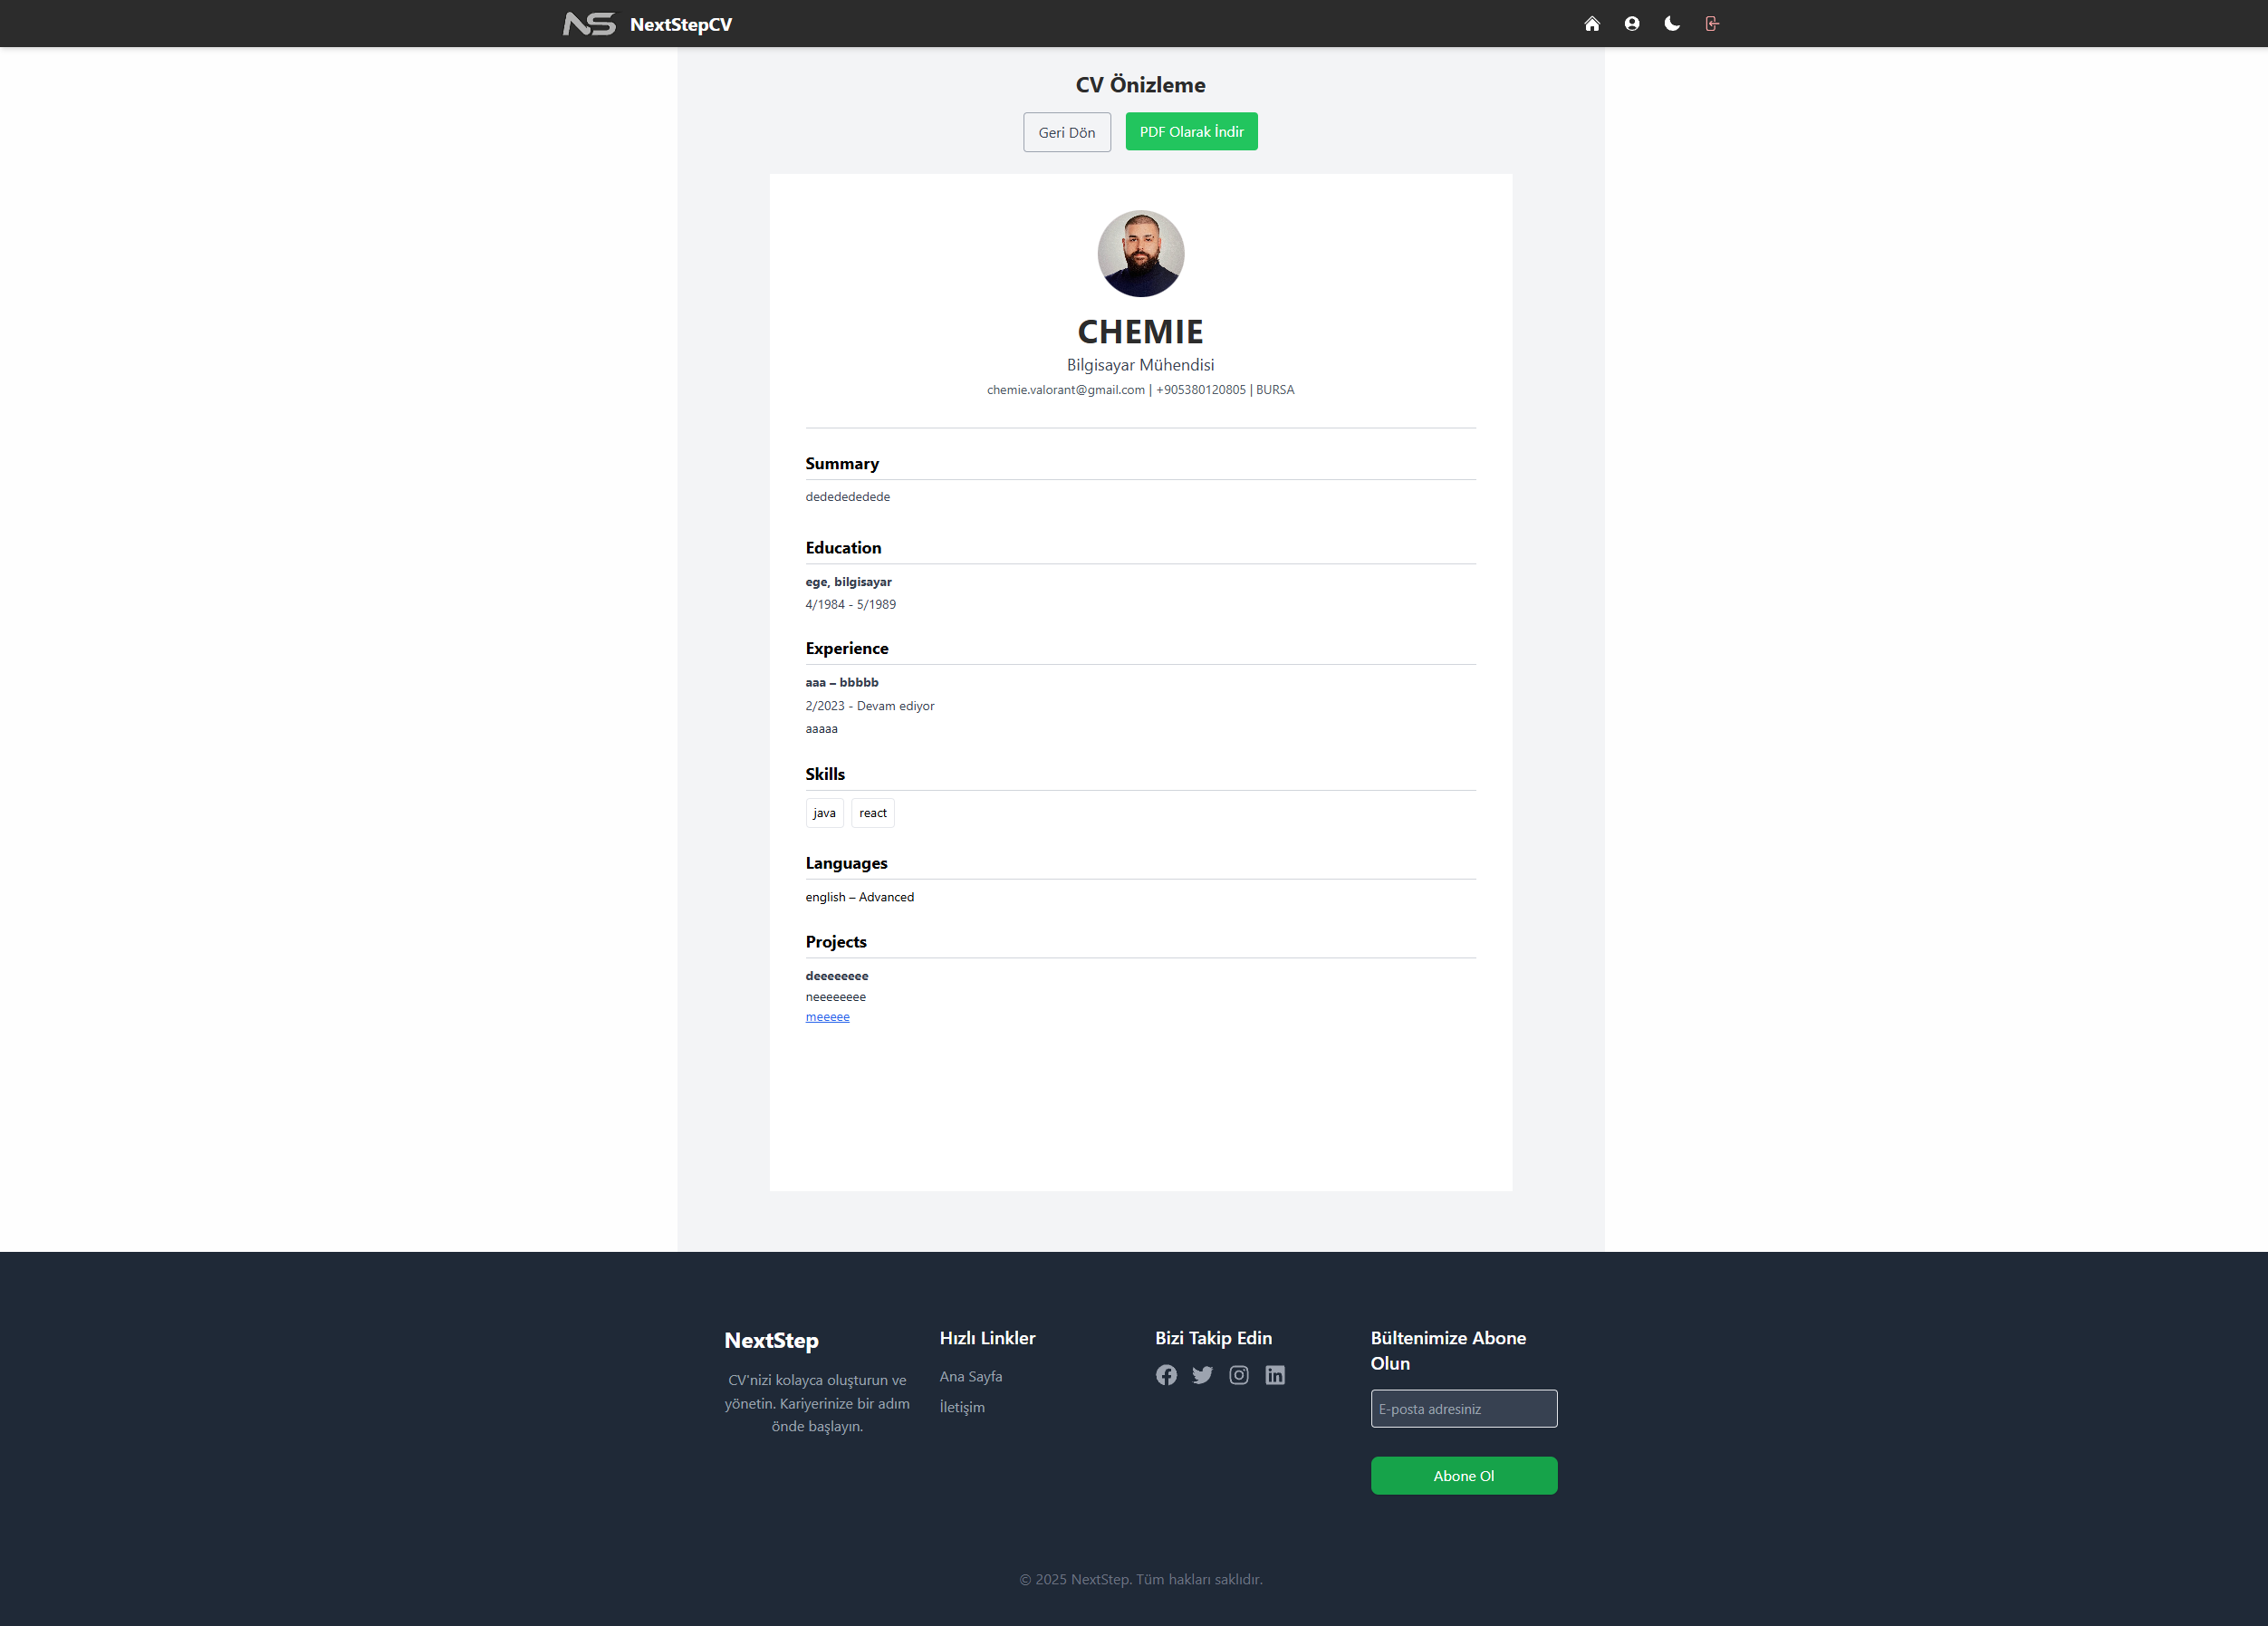 NS NextStepCV
CV Önizleme
Geri Dön PDF Olarak İndir
CHEMIE
Bilgisayar Mühendisi
chemie.valorant@gmail.com | +905380120805 | BURSA
Summary
dedededede​de
Education
ege, bilgisayar
4/1984 - 5/1989
Experience
aaa – bbbbb
2/2023 - Devam ediyor
aaaaa
Skills
java react
Languages
english – Advanced
Projects
deeeeeeee
neeeeeeee
meeeee
NextStep
CV'nizi kolayca oluşturun ve
yönetin. Kariyerinize bir adım
önde başlayın.
Hızlı Linkler
Ana Sayfa
İletişim
Bizi Takip Edin
Bültenimize Abone
Olun
E-posta adresiniz
Abone Ol
© 2025 NextStep. Tüm hakları saklıdır.